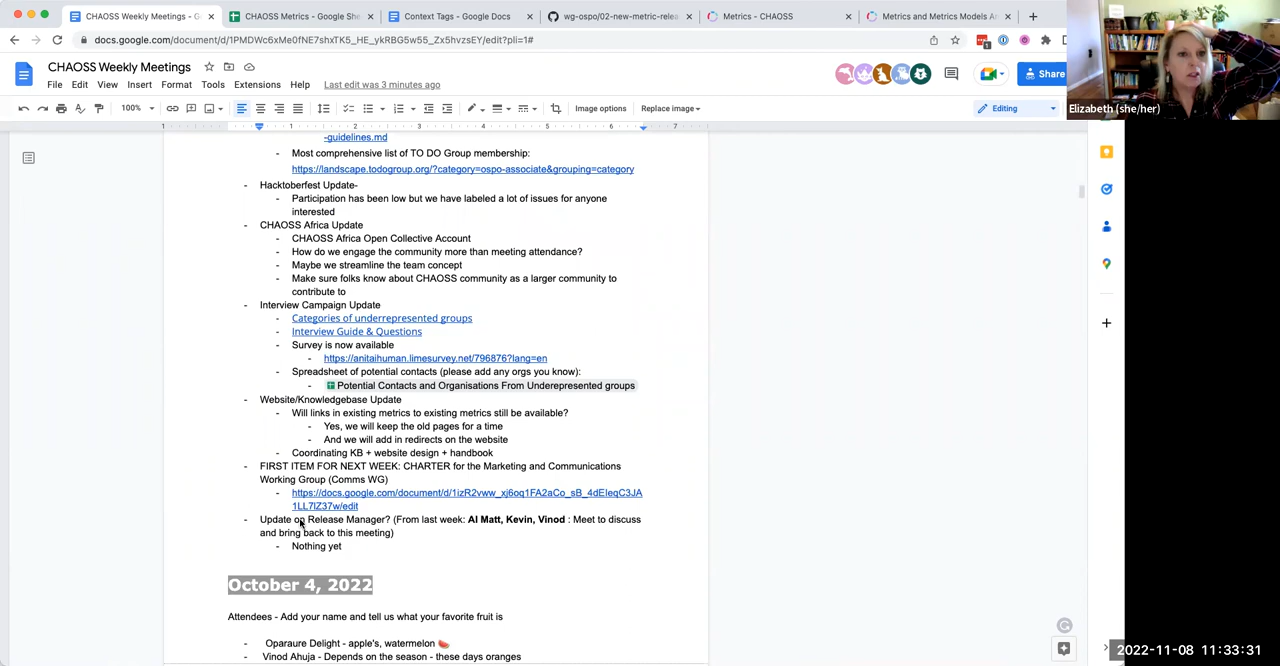 CHAOSS Weekly Meetings - G
CHAOSS Metrics - Google She
Context Tags - Google Docs
wg-ospo/02-new-metric-relea
Metrics - CHAOSS
Metrics and Metrics Models A
docs.google.com/document/d/1PMDWc6xMe0fNE7shxTK5_HE_ykRBG5w55_Zx5hvzsEY/edit?pli=1#
CHAOSS Weekly Meetings
File Edit View Insert Format Tools Extensions Help Last edit was 3 minutes ago
Share
Elizabeth (she/her)
100%
Image options
Replace image
Editing
1 1 2 3 4 5 6 7
-guidelines.md
- Most comprehensive list of TO DO Group membership:
https://landscape.todogroup.org/?category=ospo-associate&grouping=category
- Hacktoberfest Update-
- Participation has been low but we have labeled a lot of issues for anyone
interested
- CHAOSS Africa Update
- CHAOSS Africa Open Collective Account
- How do we engage the community more than meeting attendance?
- Maybe we streamline the team concept
- Make sure folks know about CHAOSS community as a larger community to
contribute to
- Interview Campaign Update
- Categories of underrepresented groups
- Interview Guide & Questions
- Survey is now available
- https://anitaihuman.limesurvey.net/796876?lang=en
- Spreadsheet of potential contacts (please add any orgs you know):
- Potential Contacts and Organisations From Underepresented groups
- Website/Knowledgebase Update
- Will links in existing metrics to existing metrics still be available?
- Yes, we will keep the old pages for a time
- And we will add in redirects on the website
- Coordinating KB + website design + handbook
- FIRST ITEM FOR NEXT WEEK: CHARTER for the Marketing and Communications
Working Group (Comms WG)
- https://docs.google.com/document/d/1izR2vww_xj6oq1FA2aCo_sB_4dEIeqC3JA
1LL7lZ37w/edit
- Update on Release Manager? (From last week: AI Matt, Kevin, Vinod : Meet to discuss
and bring back to this meeting)
- Nothing yet
October 4, 2022
Attendees - Add your name and tell us what your favorite fruit is
- Oparaure Delight - apple's, watermelon 🍉
- Vinod Ahuja - Depends on the season - these days oranges
2022-11-08 11:33:31